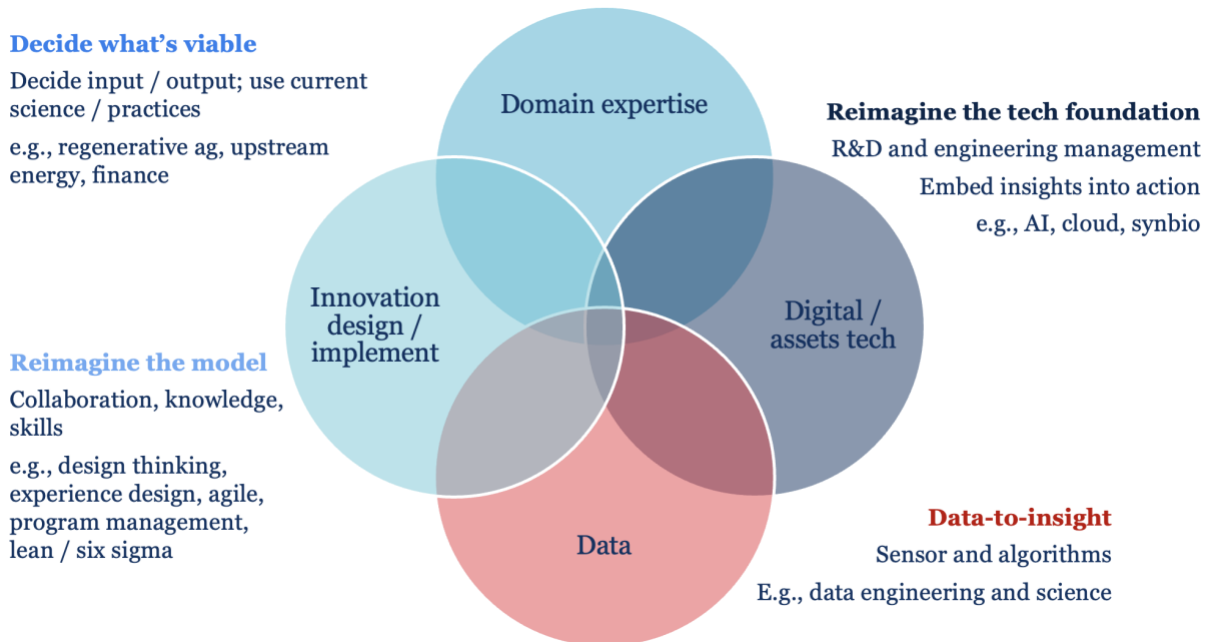 Decide what’s viable
Decide input / output; use current
science / practices
e.g., regenerative ag, upstream
energy, finance
Domain expertise
Reimagine the tech foundation
R&D and engineering management
Embed insights into action
e.g., AI, cloud, synbio
Innovation
design /
implement
Digital /
assets tech
Reimagine the model
Collaboration, knowledge,
skills
e.g., design thinking,
experience design, agile,
program management,
lean / six sigma
Data
Data-to-insight
Sensor and algorithms
E.g., data engineering and science